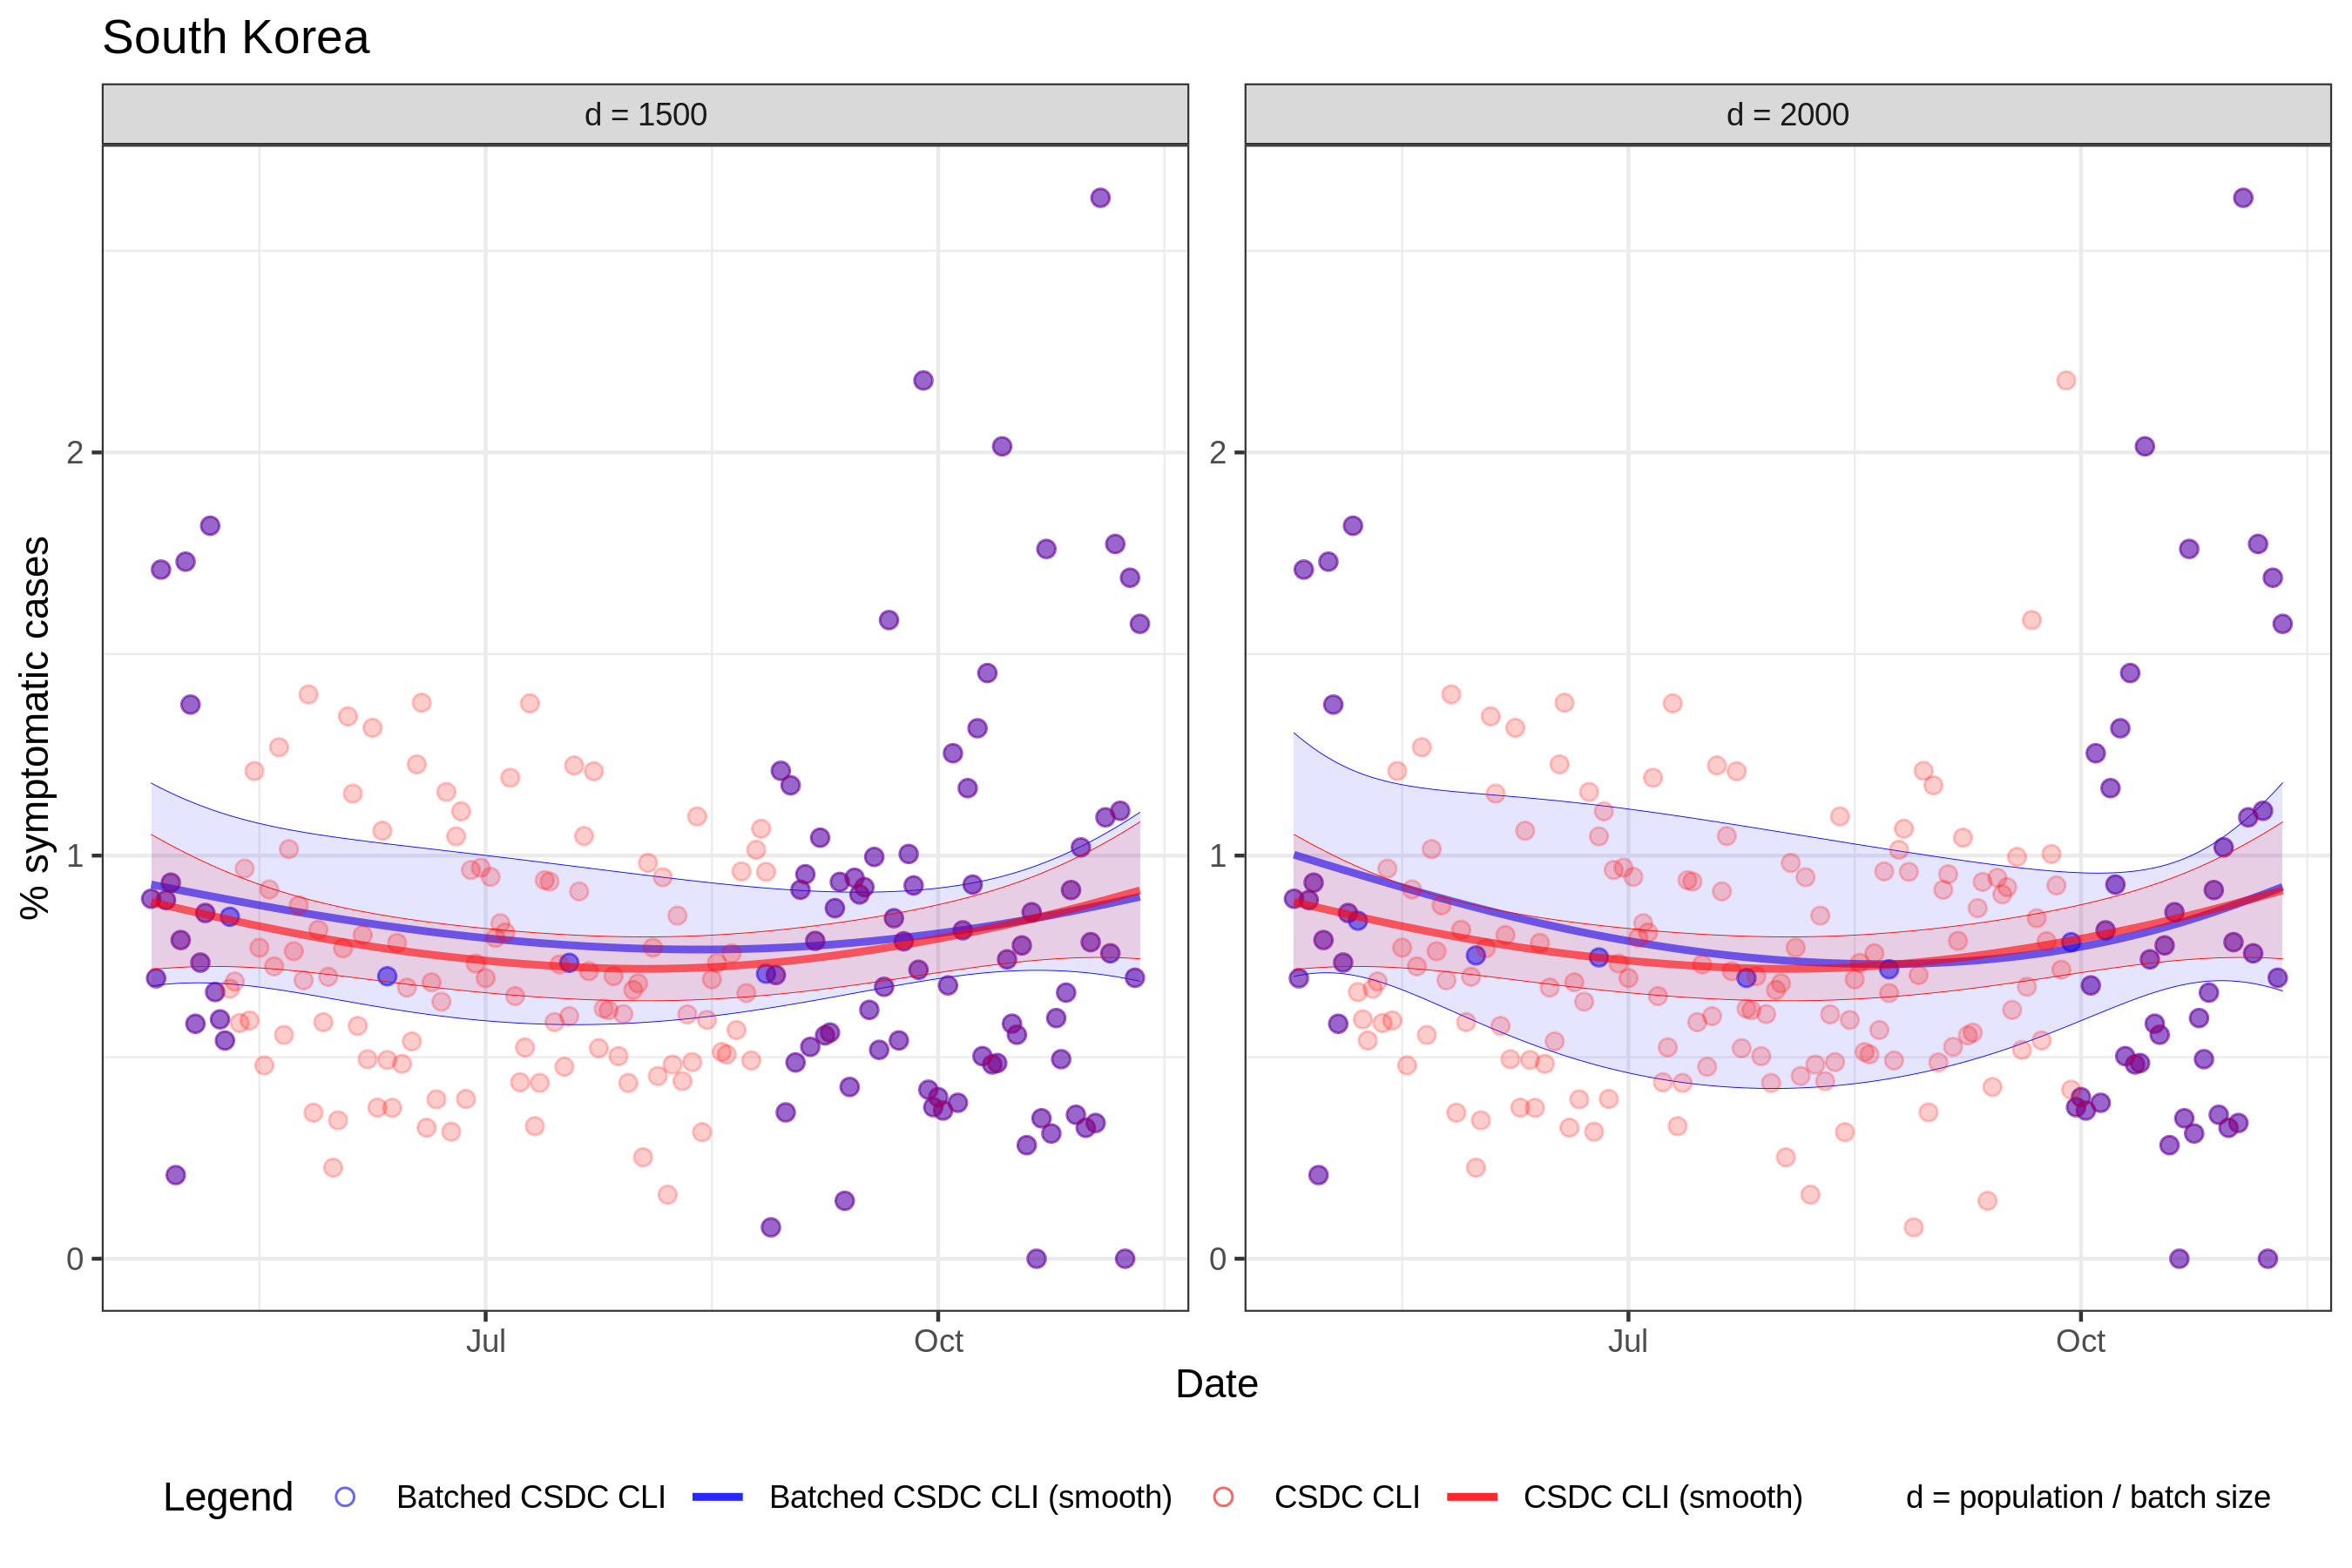 South Korea
d = 1500
d = 2000
% symptomatic cases
2
1
0
2
1
0
Jul
Oct
Jul
Oct
Date
Legend
Batched CSDC CLI
Batched CSDC CLI (smooth)
CSDC CLI
CSDC CLI (smooth)
d = population / batch size